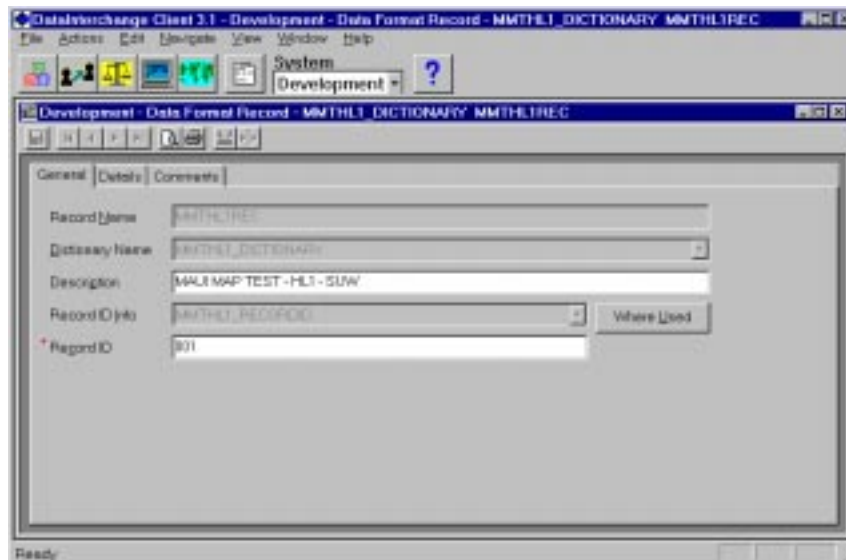 DataInterchange Client 3.1 - Development - Data Format Record - MMTHL1_DICTIONARY MMTHL1REC
File Actions Edit Navigate View Window Help
System
Development
?
Development - Data Format Record - MMTHL1_DICTIONARY MMTHL1REC
General Details Comments
Record Name MMTHL1REC
Dictionary Name MMTHL1_DICTIONARY
Description MAUI MAP TEST - HL1 - SUW
Record ID Info MMTHL1_RECORDID Where Used
* Record ID 001
Ready